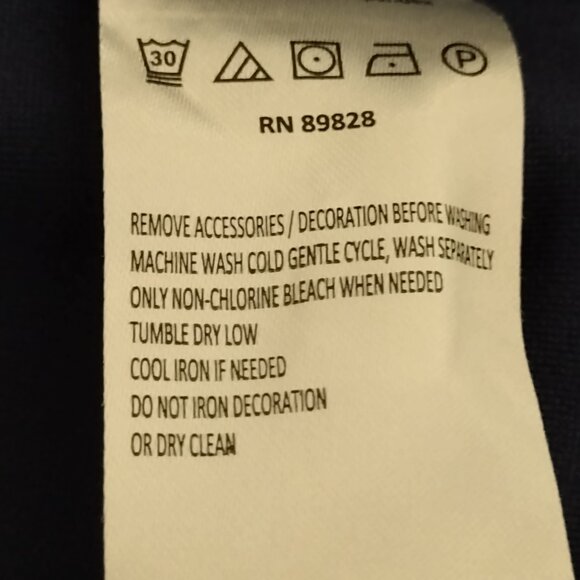 30 P
RN 89828
REMOVE ACCESSORIES / DECORATION BEFORE WASHING
MACHINE WASH COLD GENTLE CYCLE, WASH SEPARATELY
ONLY NON-CHLORINE BLEACH WHEN NEEDED
TUMBLE DRY LOW
COOL IRON IF NEEDED
DO NOT IRON DECORATION
OR DRY CLEAN